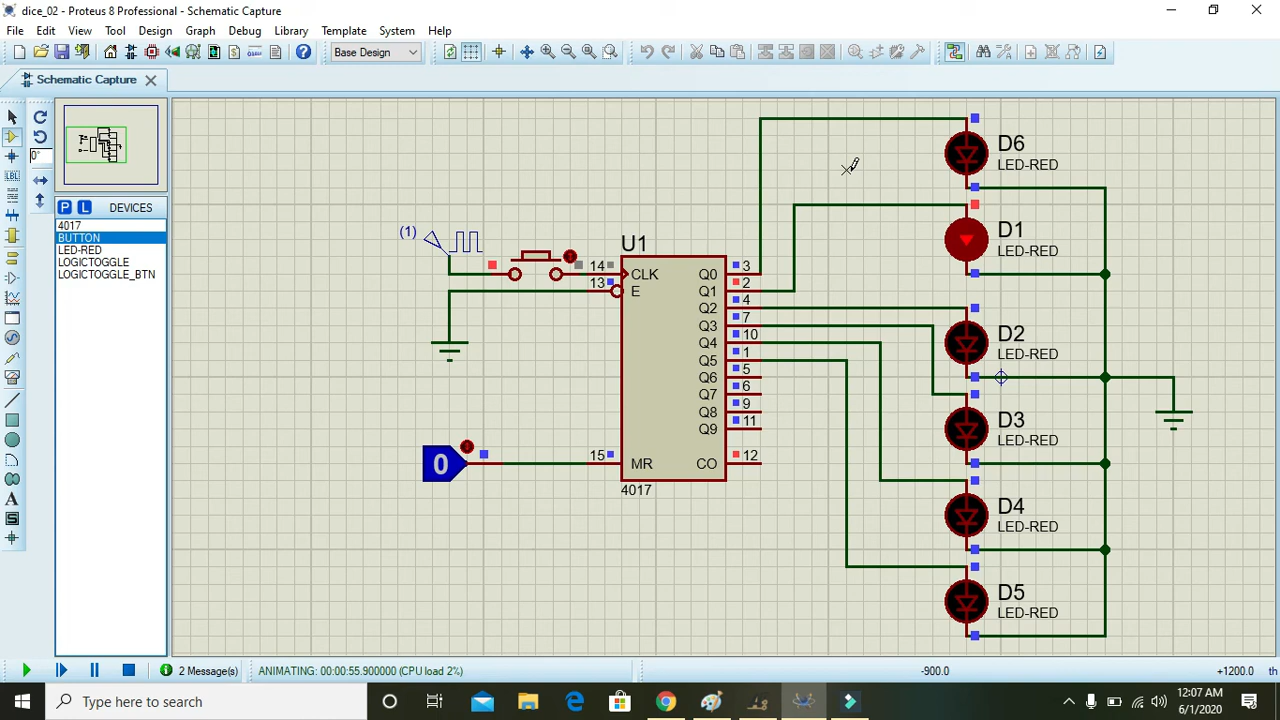 dice_02 - Proteus 8 Professional - Schematic Capture
File Edit View Tool Design Graph Debug Library Template System Help
Base Design
Schematic Capture
0°
P L DEVICES
4017
BUTTON
LED-RED
LOGICTOGGLE
LOGICTOGGLE_BTN
(1)
U1
14 CLK
13 E
15 MR
Q0 3
Q1 2
Q2 4
Q3 7
Q4 10
Q5 1
Q6 5
Q7 6
Q8 9
Q9 11
CO 12
4017
0
D6
LED-RED
D1
LED-RED
D2
LED-RED
D3
LED-RED
D4
LED-RED
D5
LED-RED
2 Message(s) ANIMATING: 00:00:55.900000 (CPU load 2%) -900.0 +1200.0 th
Type here to search
12:07 AM
6/1/2020